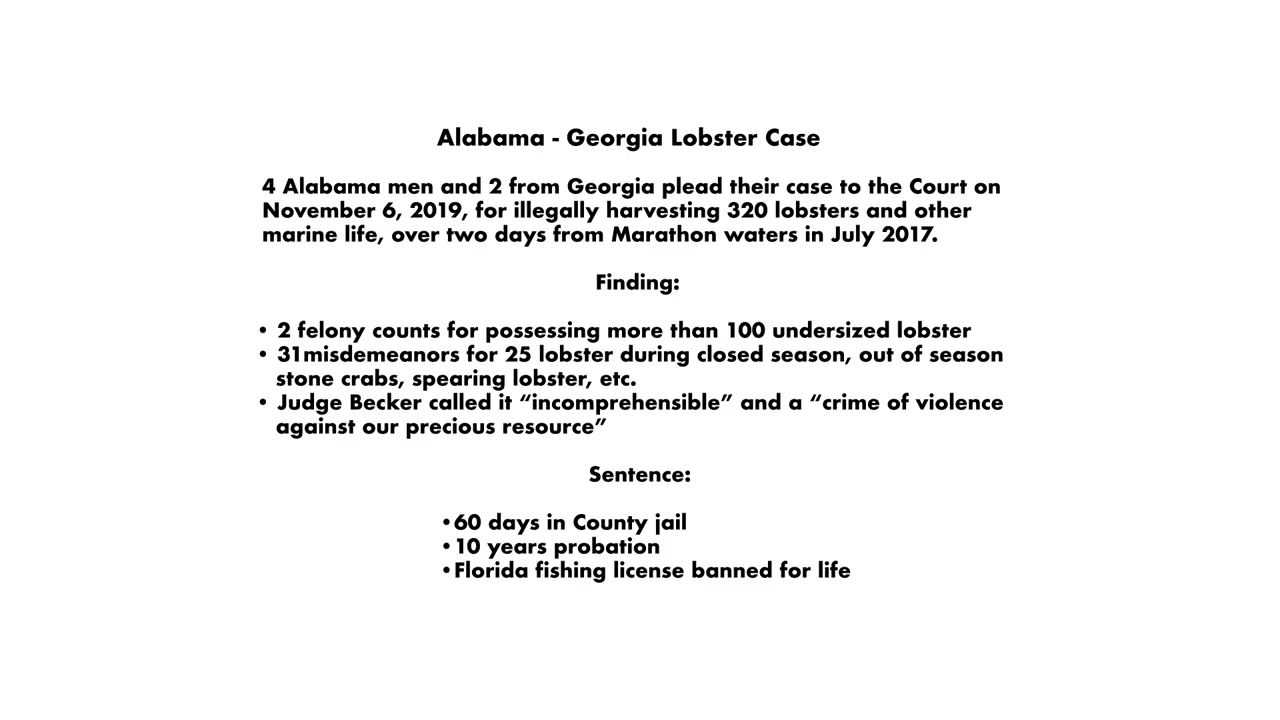 Alabama - Georgia Lobster Case
4 Alabama men and 2 from Georgia plead their case to the Court on
November 6, 2019, for illegally harvesting 320 lobsters and other
marine life, over two days from Marathon waters in July 2017.
Finding:
• 2 felony counts for possessing more than 100 undersized lobster
• 31misdemeanors for 25 lobster during closed season, out of season
stone crabs, spearing lobster, etc.
• Judge Becker called it “incomprehensible” and a “crime of violence
against our precious resource”
Sentence:
•60 days in County jail
•10 years probation
•Florida fishing license banned for life